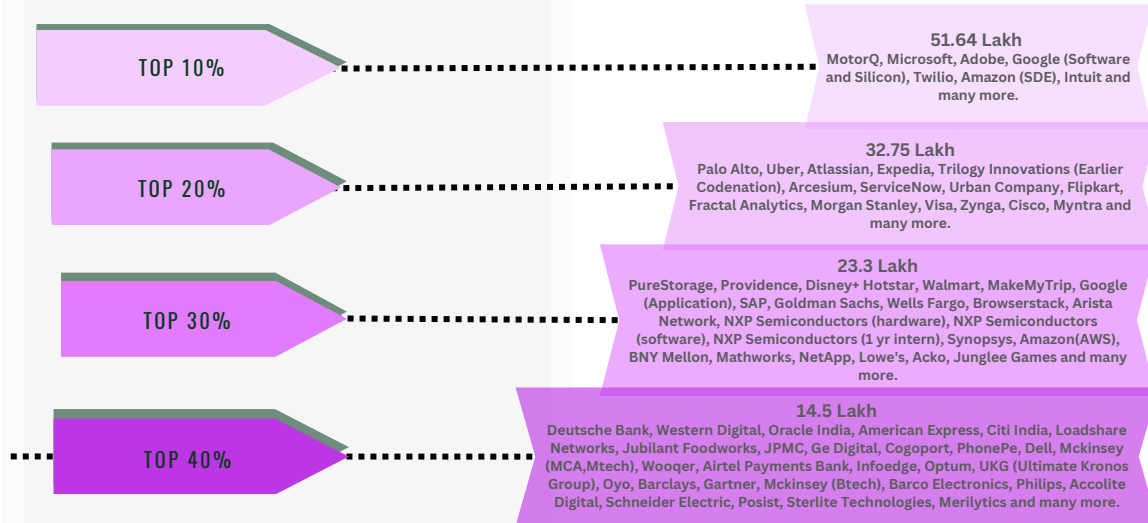 TOP 10%
51.64 Lakh
MotorQ, Microsoft, Adobe, Google (Software
and Silicon), Twilio, Amazon (SDE), Intuit and
many more.
TOP 20%
32.75 Lakh
Palo Alto, Uber, Atlassian, Expedia, Trilogy Innovations (Earlier
Codenation), Arcesium, ServiceNow, Urban Company, Flipkart,
Fractal Analytics, Morgan Stanley, Visa, Zynga, Cisco, Myntra and
many more.
TOP 30%
23.3 Lakh
PureStorage, Providence, Disney+ Hotstar, Walmart, MakeMyTrip, Google
(Application), SAP, Goldman Sachs, Wells Fargo, Browserstack, Arista
Network, NXP Semiconductors (hardware), NXP Semiconductors
(software), NXP Semiconductors (1 yr intern), Synopsys, Amazon(AWS),
BNY Mellon, Mathworks, NetApp, Lowe's, Acko, Junglee Games and many
more.
TOP 40%
14.5 Lakh
Deutsche Bank, Western Digital, Oracle India, American Express, Citi India, Loadshare
Networks, Jubilant Foodworks, JPMC, Ge Digital, Cogoport, PhonePe, Dell, Mckinsey
(MCA,Mtech), Wooqer, Airtel Payments Bank, Infoedge, Optum, UKG (Ultimate Kronos
Group), Oyo, Barclays, Gartner, Mckinsey (Btech), Barco Electronics, Philips, Accolite
Digital, Schneider Electric, Posist, Sterlite Technologies, Merilytics and many more.